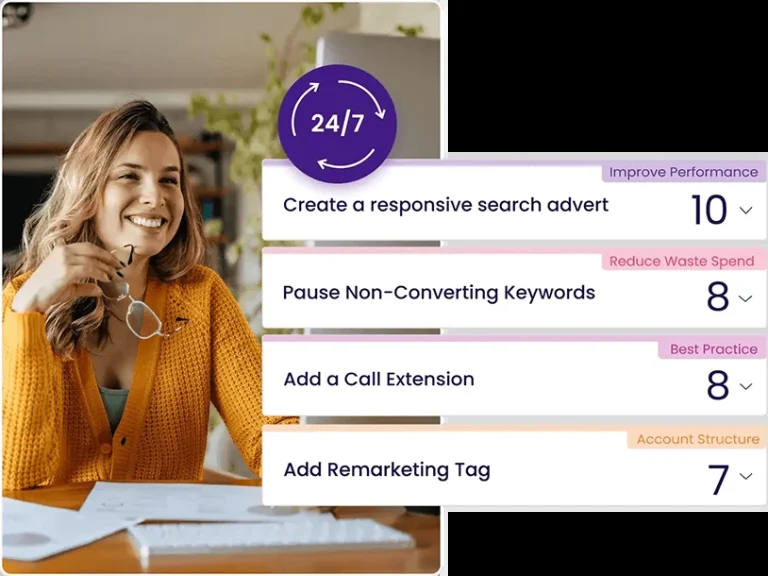 24/7
Improve Performance
Create a responsive search advert
10
Reduce Waste Spend
Pause Non-Converting Keywords
8
Best Practice
Add a Call Extension
8
Account Structure
Add Remarketing Tag
7